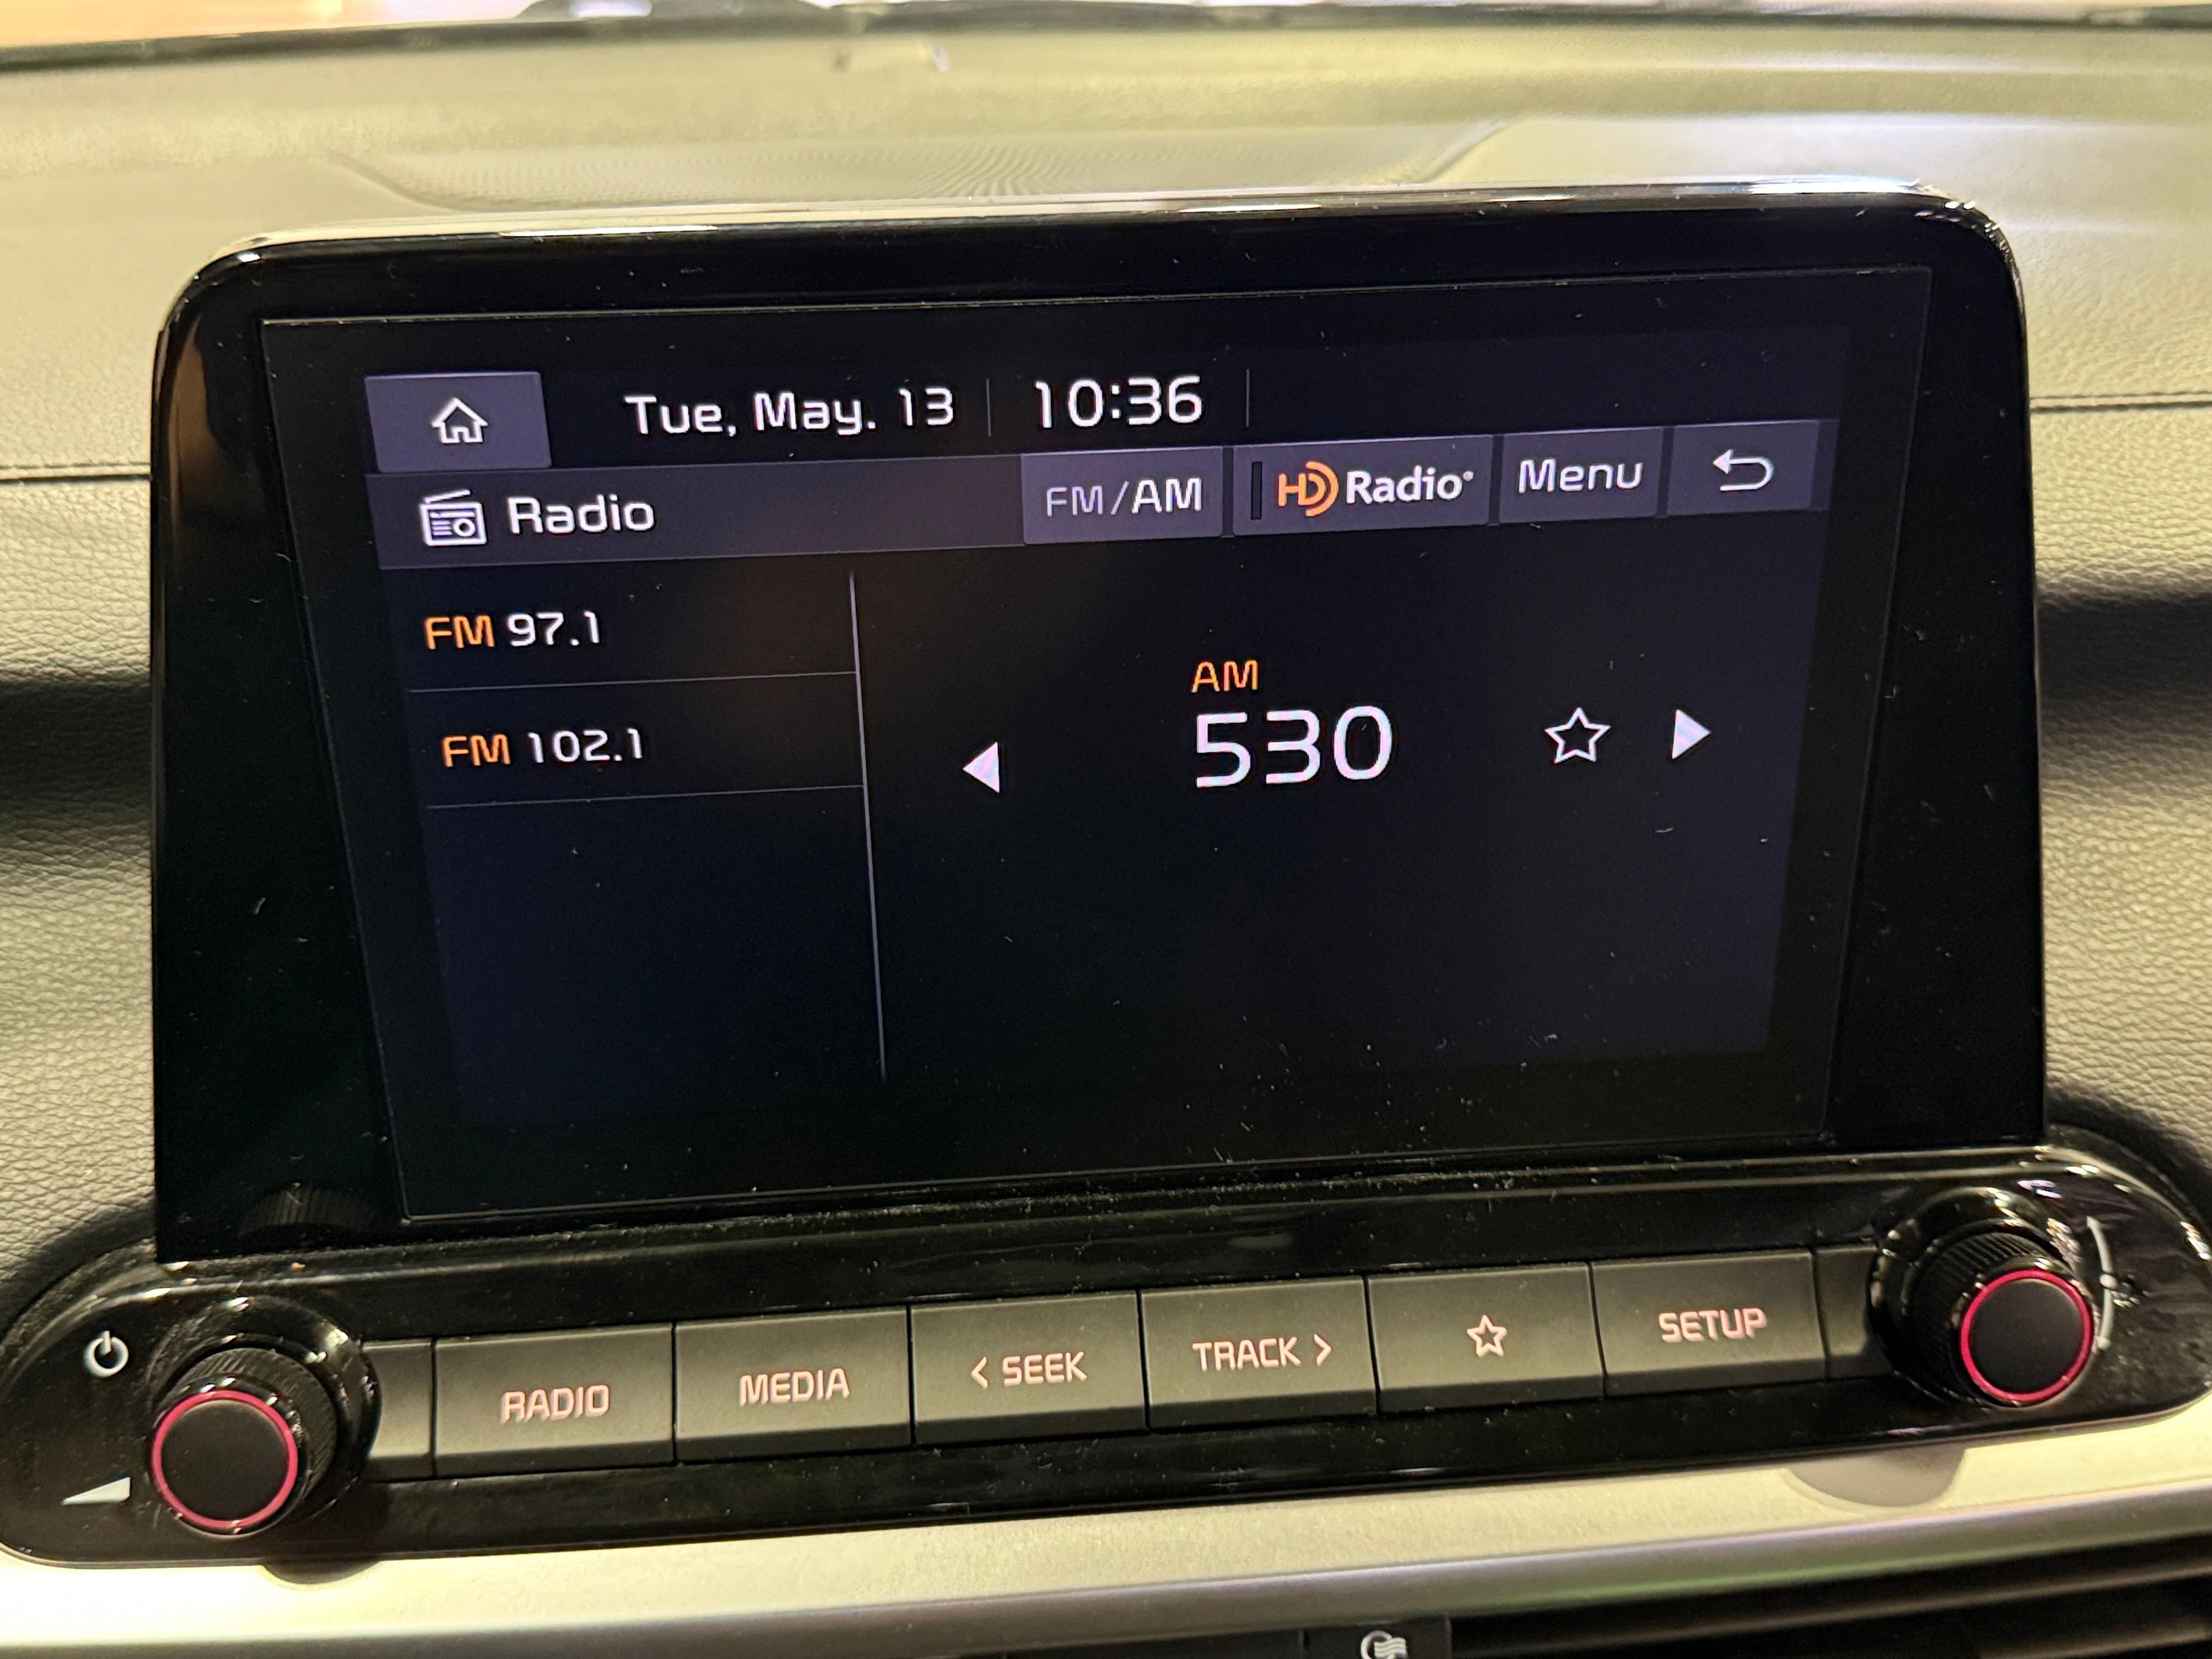 Tue, May. 13 10:36
Radio FM/AM HD Radio Menu
FM 97.1
FM 102.1
AM
530
RADIO MEDIA < SEEK TRACK > SETUP